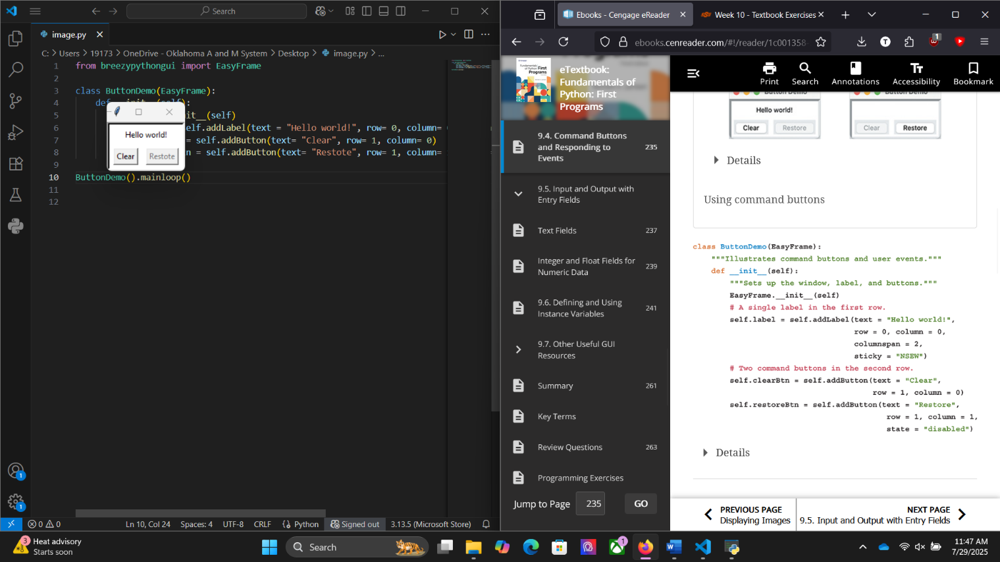 Search
image.py
C: > Users > 19173 > OneDrive - Oklahoma A and M System > Desktop > image.py > ...
1 from breezypythongui import EasyFrame
2
3 class ButtonDemo(EasyFrame):
4 def
5 __(self)
6 self.addLabel(text = "Hello world!", row= 0, column=
7 = self.addButton(text= "Clear", row= 1, column= 0)
8 = self.addButton(text= "Restote", row= 1, column=
9
10 ButtonDemo().mainloop()
11
12
Hello world!
Clear Restote
1
1
0 0 Ln 10, Col 24 Spaces: 4 UTF-8 CRLF Python Signed out 3.13.5 (Microsoft Store)
Ebooks - Cengage eReader
Week 10 - Textbook Exercises
ebooks.cenreader.com/#!/reader/1c001358-
T
1
eTextbook:
Fundamentals of
Python: First
Programs
9.4. Command Buttons
and Responding to
Events
235
9.5. Input and Output with
Entry Fields
Text Fields 237
Integer and Float Fields for
Numeric Data
239
9.6. Defining and Using
Instance Variables
241
9.7. Other Useful GUI
Resources
Summary 261
Key Terms
Review Questions 263
Programming Exercises
Jump to Page 235 GO
Print Search Annotations Accessibility Bookmark
Hello world!
Clear Restore
Clear Restore
Details
Using command buttons
class ButtonDemo(EasyFrame):
"""Illustrates command buttons and user events."""
def __init__(self):
"""Sets up the window, label, and buttons."""
EasyFrame.__init__(self)
# A single label in the first row.
self.label = self.addLabel(text = "Hello world!",
row = 0, column = 0,
columnspan = 2,
sticky = "NSEW")
# Two command buttons in the second row.
self.clearBtn = self.addButton(text = "Clear",
row = 1, column = 0)
self.restoreBtn = self.addButton(text = "Restore",
row = 1, column = 1,
state = "disabled")
Details
PREVIOUS PAGE
Displaying Images
NEXT PAGE
9.5. Input and Output with Entry Fields
3
Heat advisory
Starts soon
Search
1
11:47 AM
7/29/2025